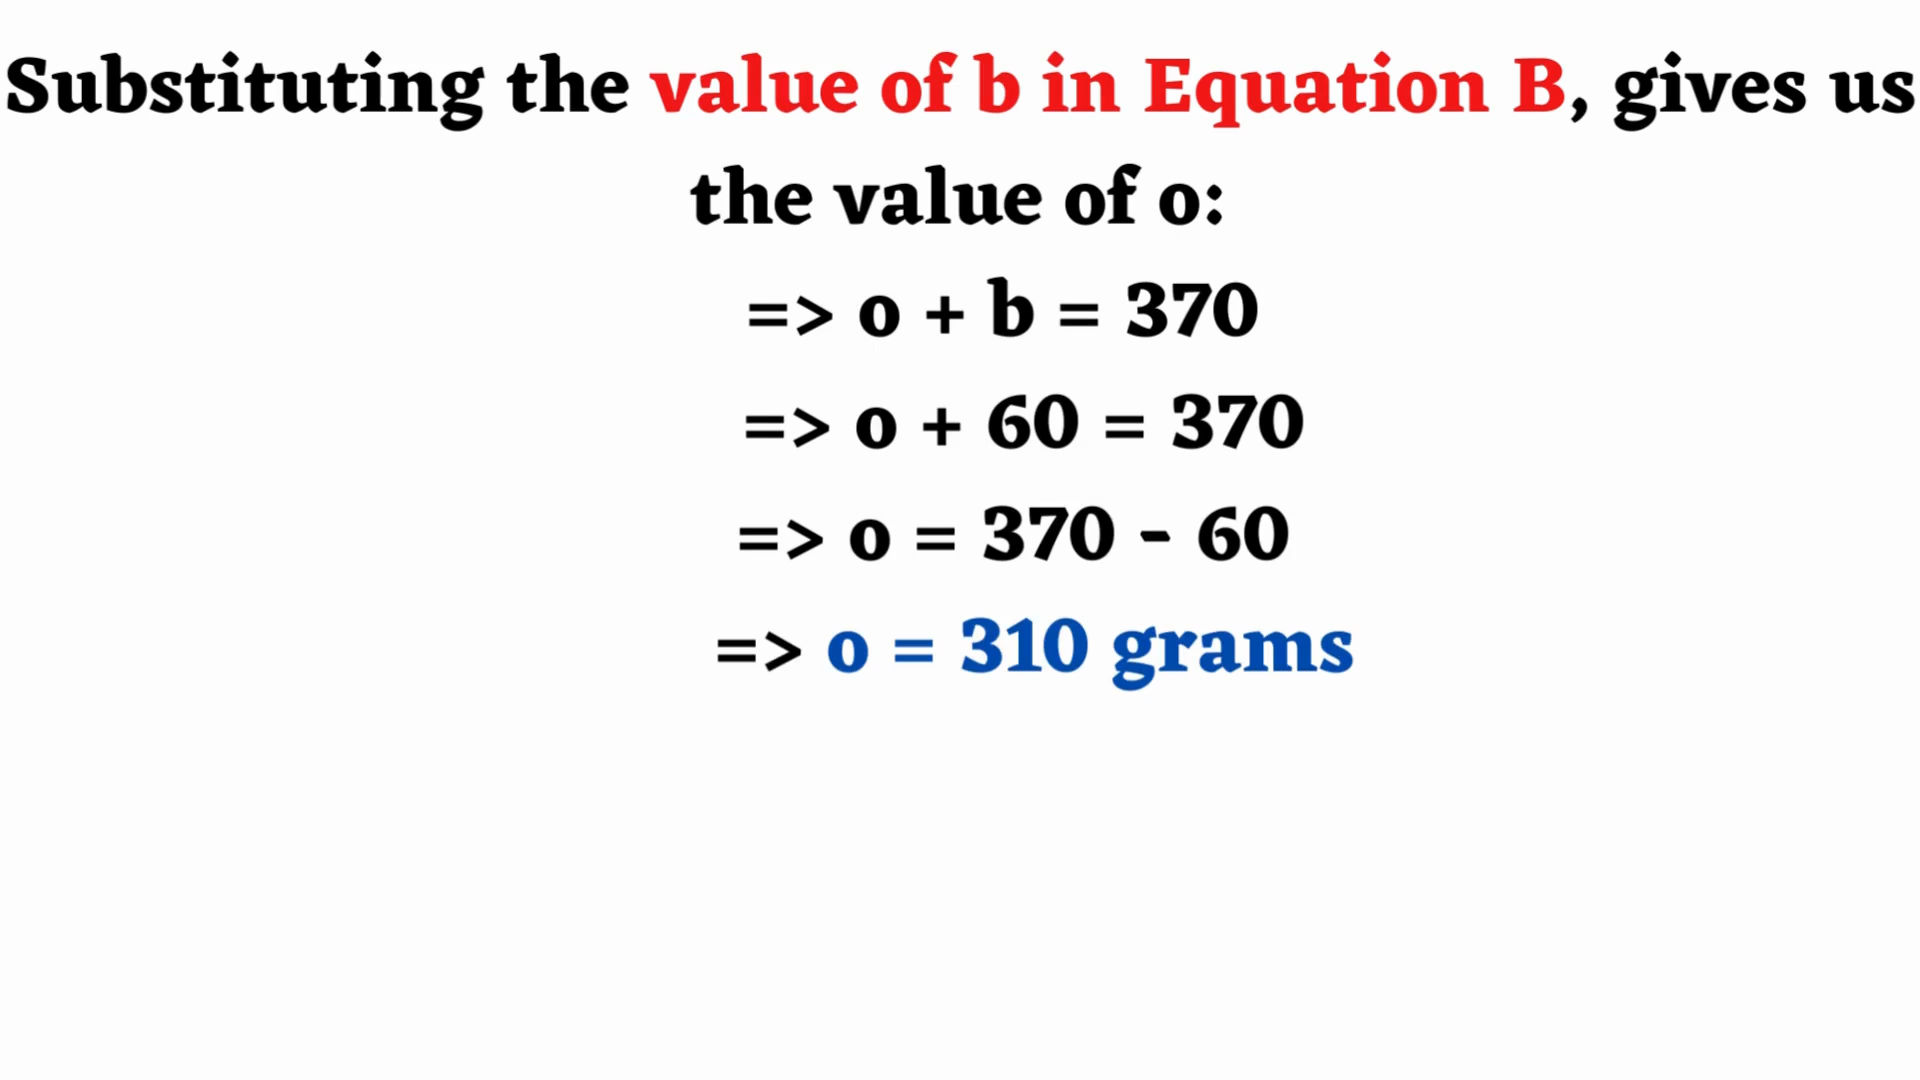 Substituting the value of b in Equation B, gives us
the value of o:
=> o + b = 370
=> o + 60 = 370
=> o = 370 - 60
=> o = 310 grams